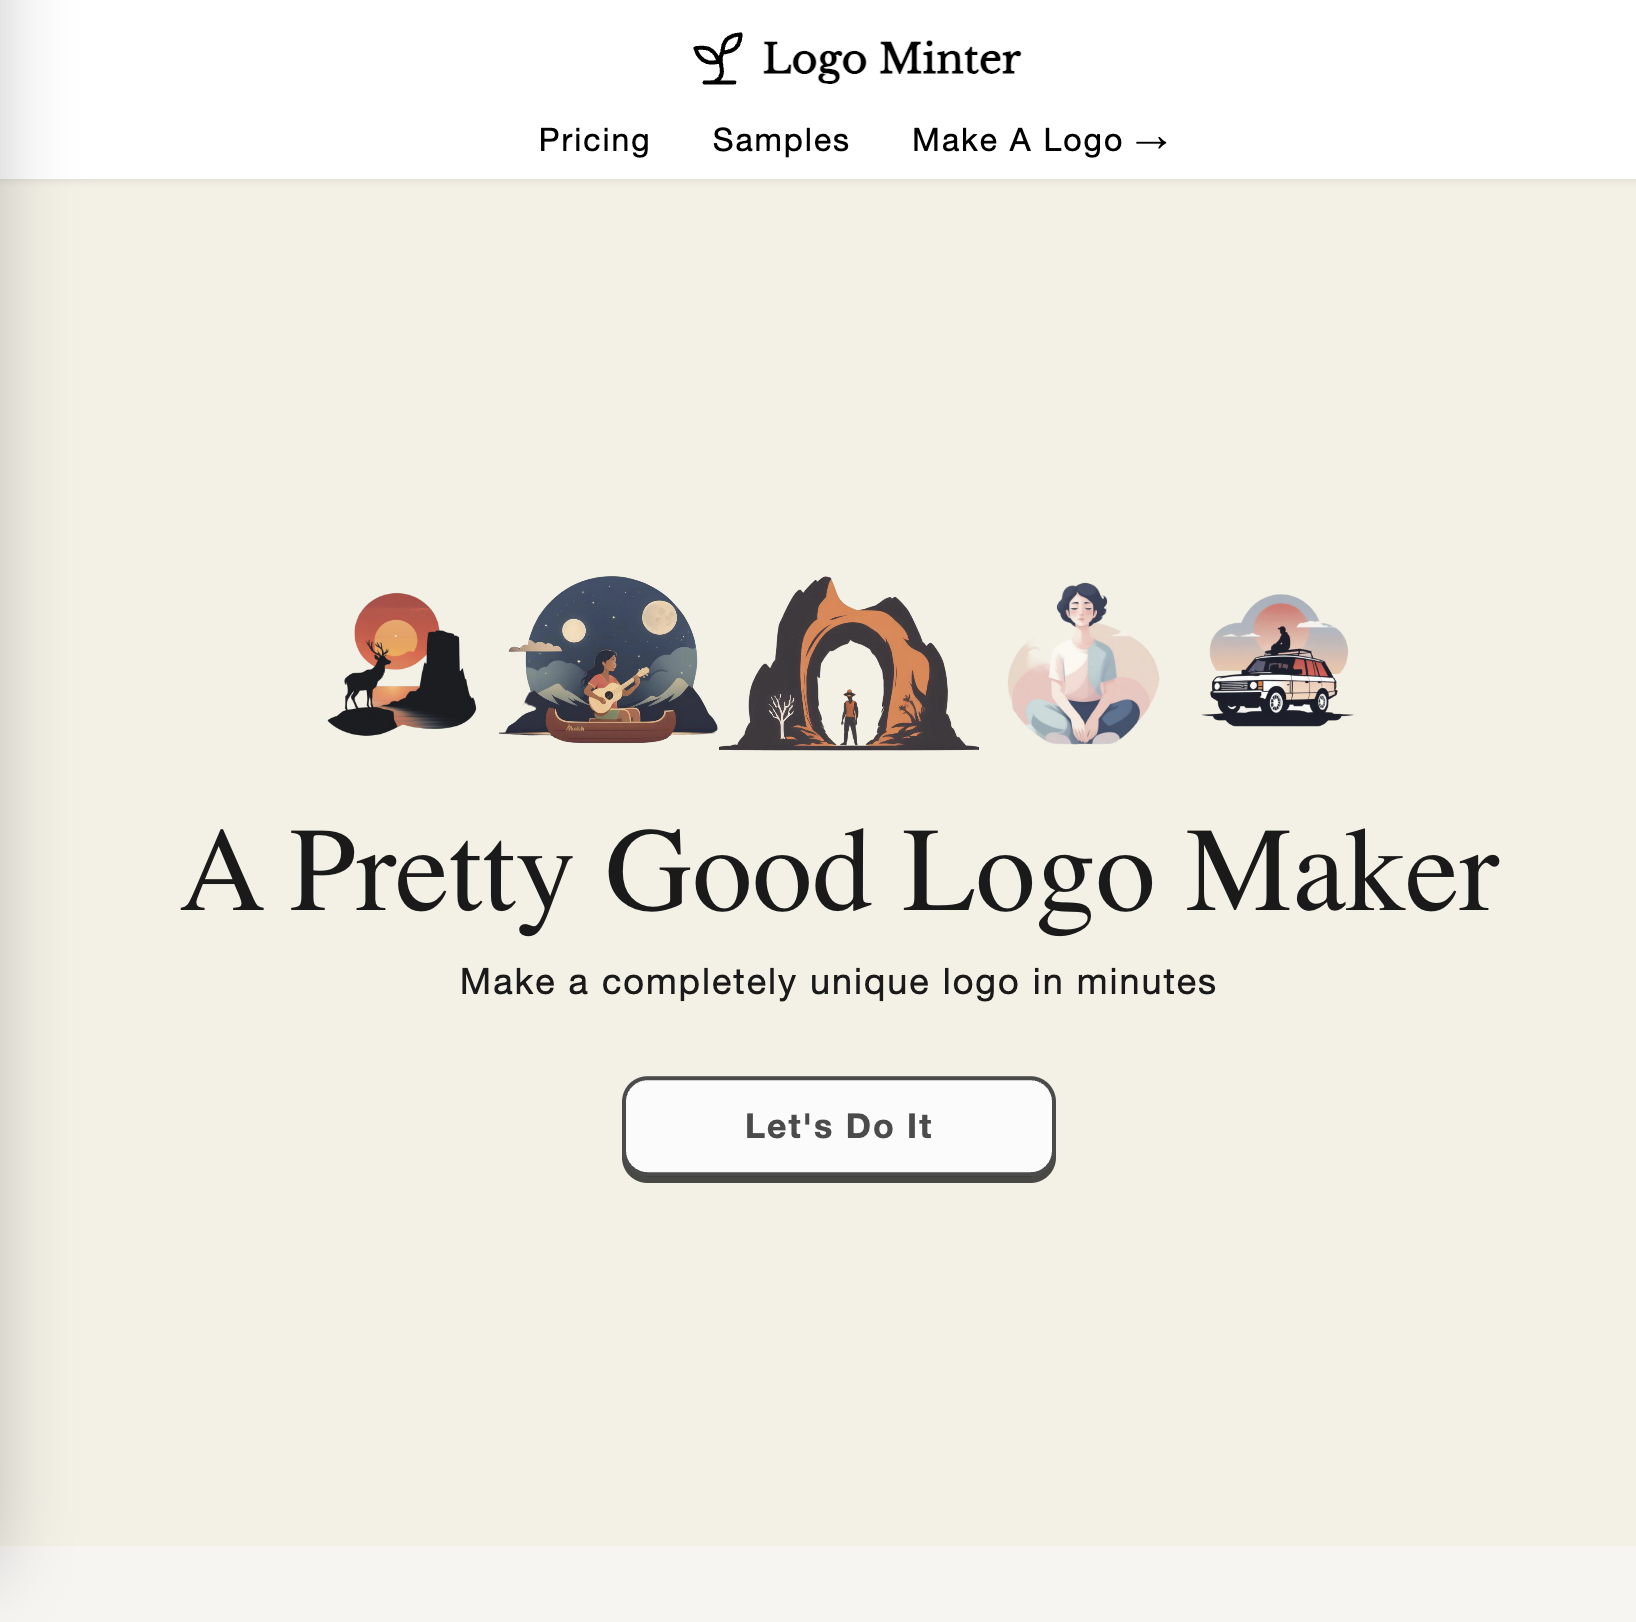 Logo Minter
Pricing Samples Make A Logo →
A Pretty Good Logo Maker
Make a completely unique logo in minutes
Let's Do It